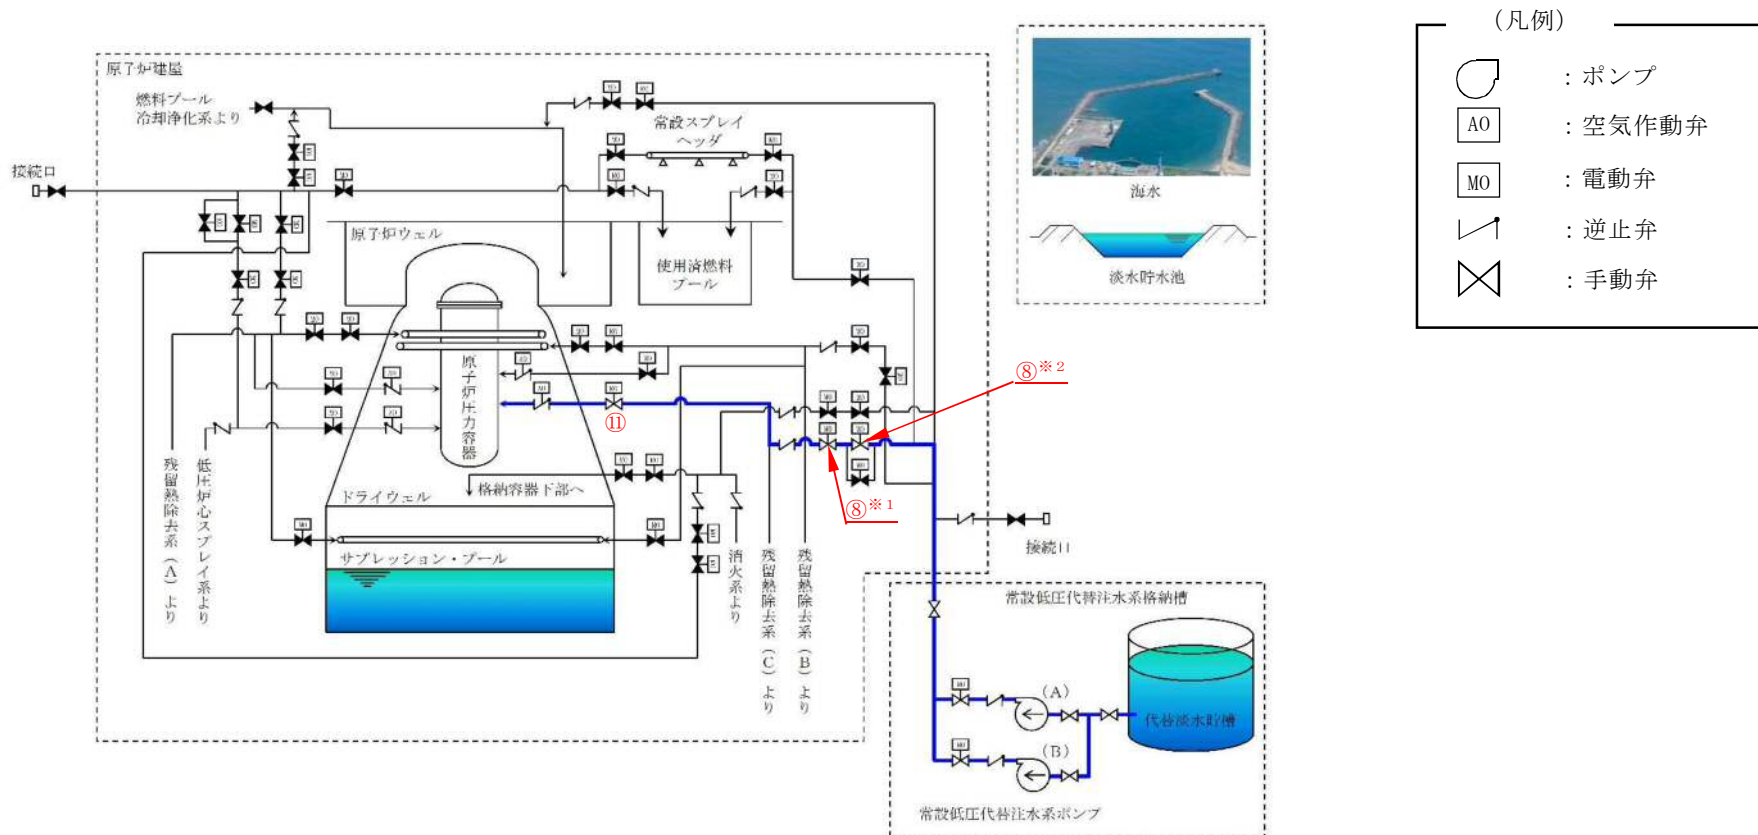 (凡例)
：ポンプ
AO
：空気作動弁
MO
：電動弁
：逆止弁
：手動弁
原子炉建屋
燃料プール
冷却浄化系より
接続口
常設スプレイ
ヘッダ
海水
淡水貯水池
原子炉ウェル
使用済燃料
プール
原子炉圧力容器
⑧※2
⑪
⑧※1
ドライウェル
格納容器下部へ
サプレッション・プール
残留熱除去系(A)より
低圧炉心スプレイ系より
消火系より
残留熱除去系(C)より
残留熱除去系(B)より
接続口
常設低圧代替注水系格納槽
(A)
代替淡水貯槽
(B)
常設低圧代替注水系ポンプ